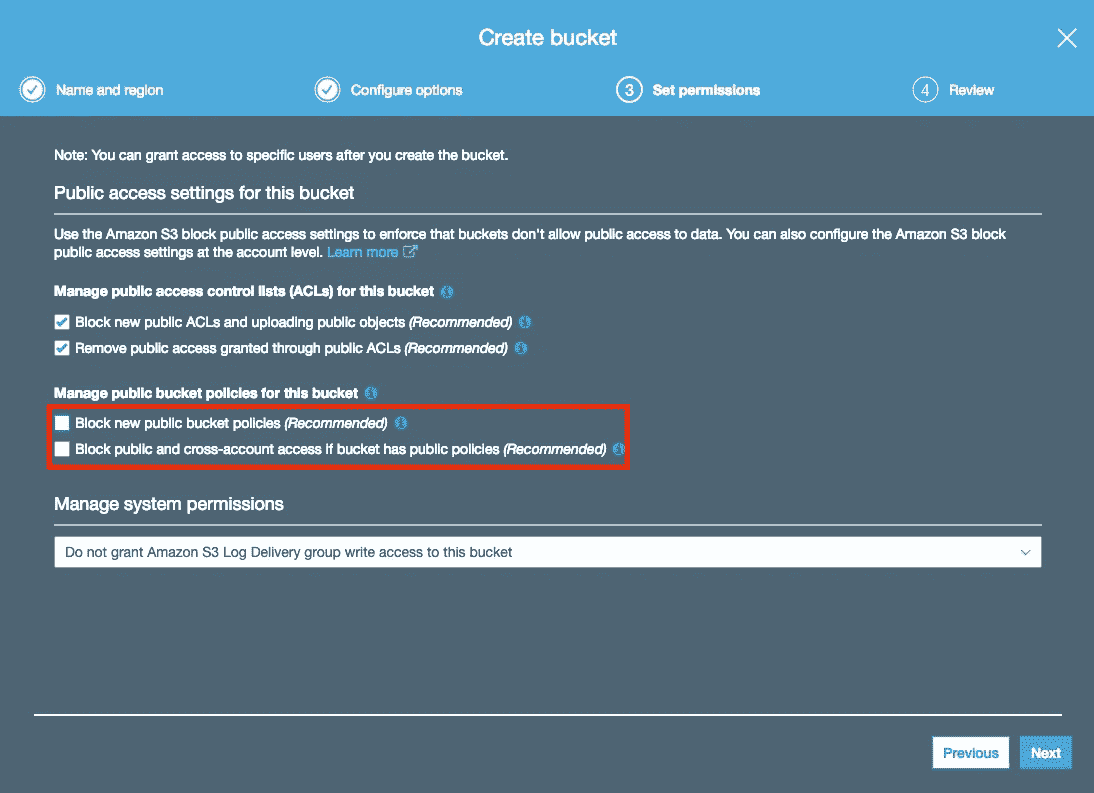 Create bucket
Name and region
Configure options
3 Set permissions
4 Review
Note: You can grant access to specific users after you create the bucket.
Public access settings for this bucket
Use the Amazon S3 block public access settings to enforce that buckets don't allow public access to data. You can also configure the Amazon S3 block
public access settings at the account level. Learn more
Manage public access control lists (ACLs) for this bucket
Block new public ACLs and uploading public objects (Recommended)
Remove public access granted through public ACLs (Recommended)
Manage public bucket policies for this bucket
Block new public bucket policies (Recommended)
Block public and cross-account access if bucket has public policies (Recommended)
Manage system permissions
Do not grant Amazon S3 Log Delivery group write access to this bucket
Previous
Next